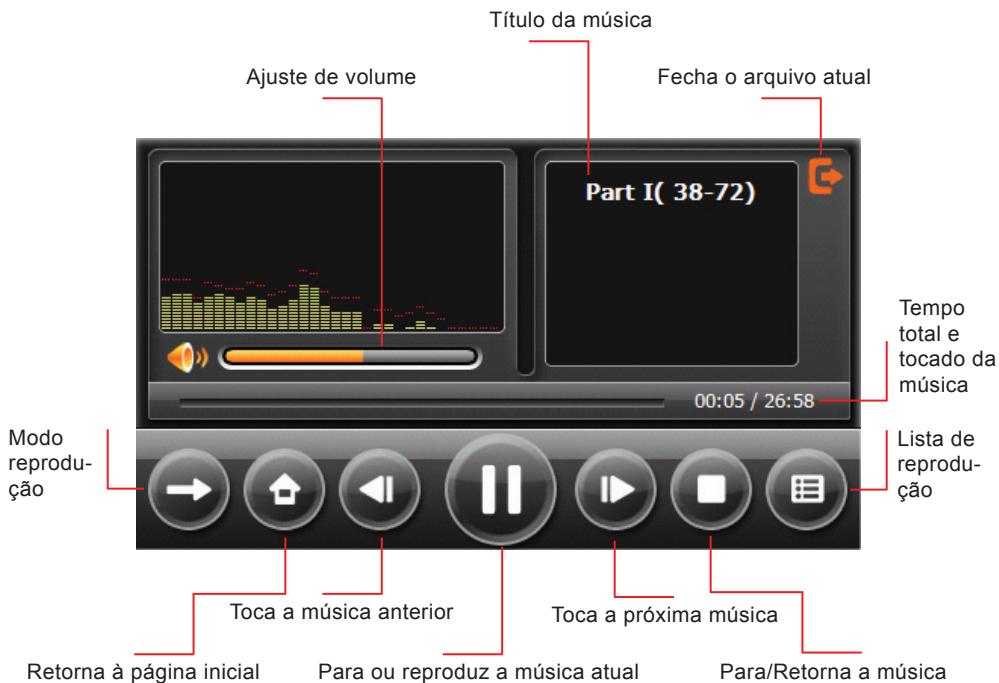 Título da música
Ajuste de volume
Fecha o arquivo atual
Part I( 38-72)
Tempo
total e
tocado da
música
00:05 / 26:58
Modo
reprodu-
ção
Lista de
reprodu-
ção
Toca a música anterior
Toca a próxima música
Retorna à página inicial
Para ou reproduz a música atual
Para/Retorna a música